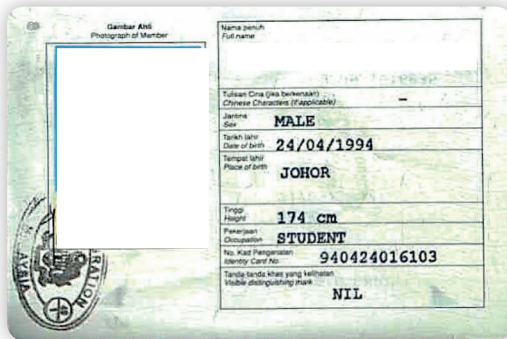 Gambar Ahli
Photograph of Member
Nama penuh
Full name
Tulisan Cina (jika berkenaan)
Chinese Characters (if applicable)
–
Jantina
Sex
MALE
Tarikh lahir
Date of birth
24/04/1994
Tempat lahir
Place of birth
JOHOR
Tinggi
Height
174 cm
Pekerjaan
Occupation
STUDENT
No. Kad Pengenalan
Identity Card No.
940424016103
Tanda-tanda khas yang kelihatan
Visible distinguishing mark
NIL